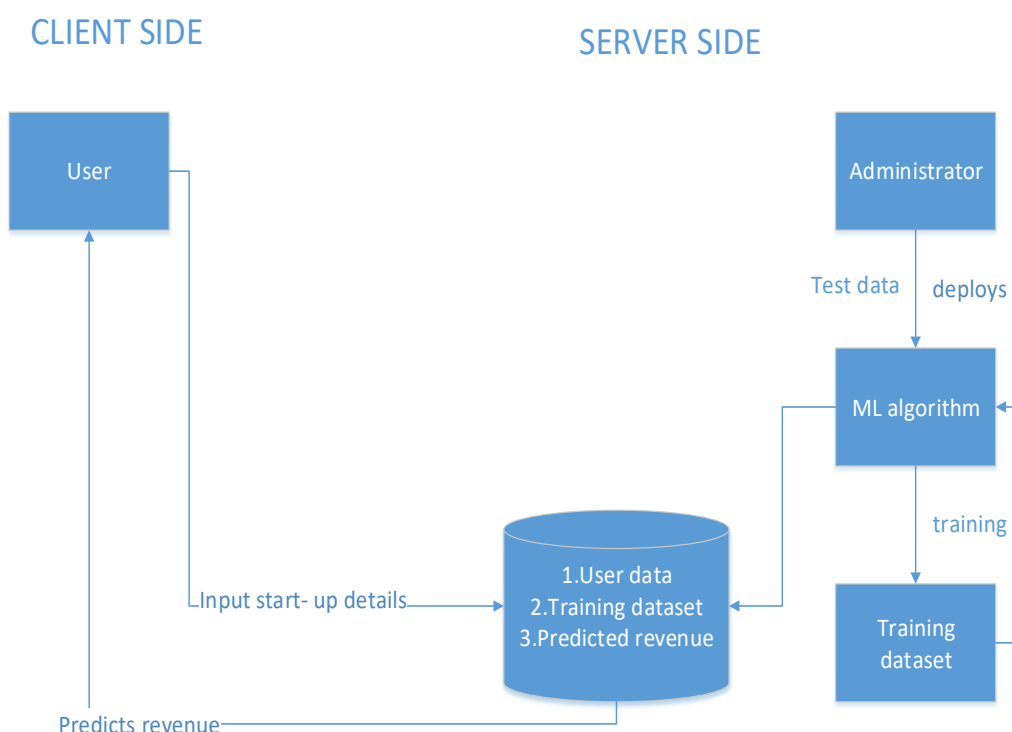 CLIENT SIDE
SERVER SIDE
User
Administrator
Test data
deploys
ML algorithm
training
1.User data
2.Training dataset
3.Predicted revenue
Input start- up details
Training
dataset
Predicts revenue